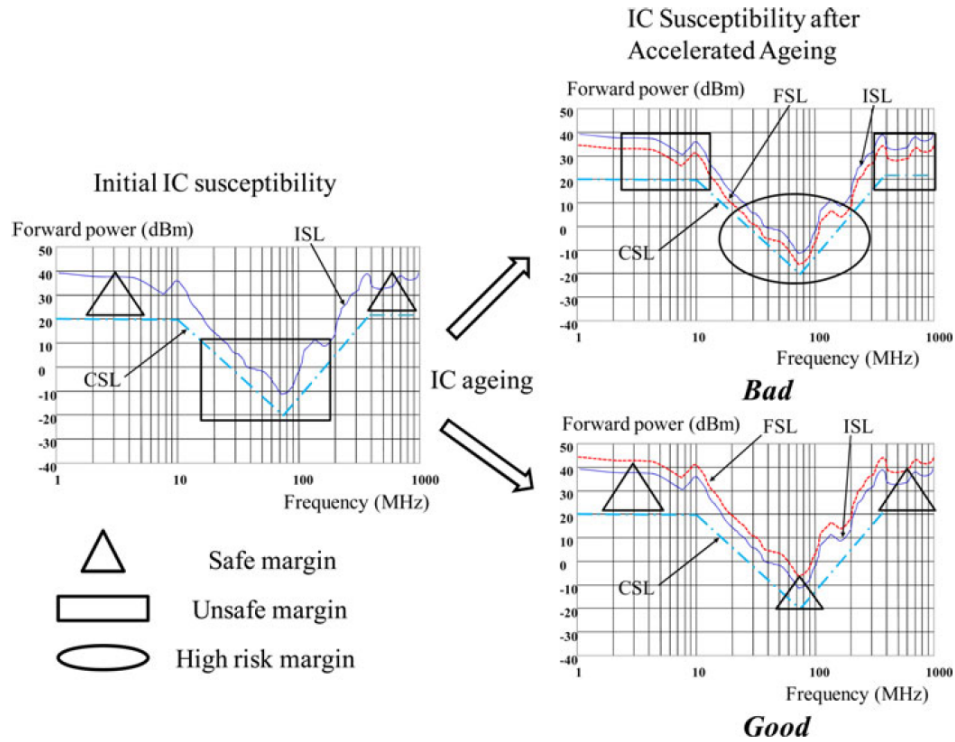 IC Susceptibility after
Accelerated Ageing
Initial IC susceptibility
Forward power (dBm)
ISL
50
40
30
20
10
0
-10
-20
-30
-40
CSL
1
10
100
1000
Frequency (MHz)
IC ageing
Forward power (dBm)
FSL
ISL
50
40
30
20
10
0
-10
-20
-30
-40
CSL
1
10
100
1000
Frequency (MHz)
Bad
Forward power (dBm)
FSL
ISL
50
40
30
20
10
0
-10
-20
-30
-40
CSL
1
10
100
1000
Frequency (MHz)
Good
Safe margin
Unsafe margin
High risk margin